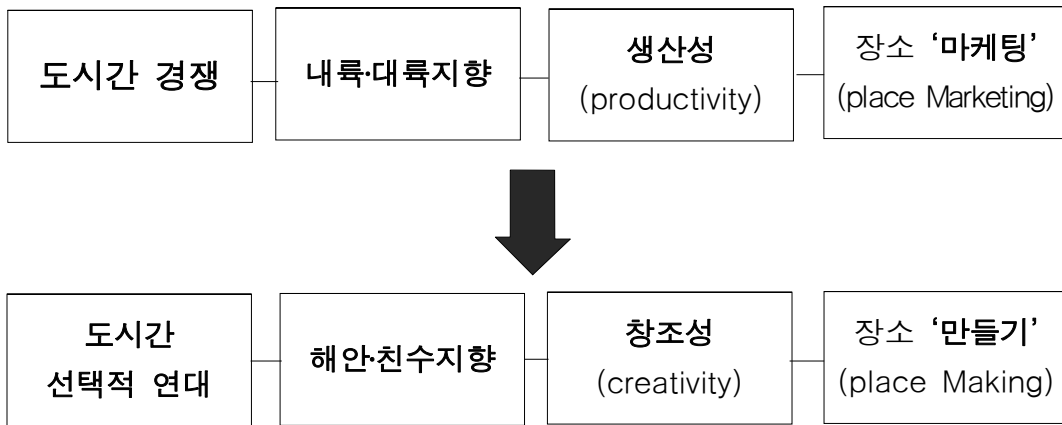 도시간 경쟁
내륙·대륙지향
생산성
(productivity)
장소 ‘마케팅’
(place Marketing)
도시간
선택적 연대
해안·친수지향
창조성
(creativity)
장소 ‘만들기’
(place Making)